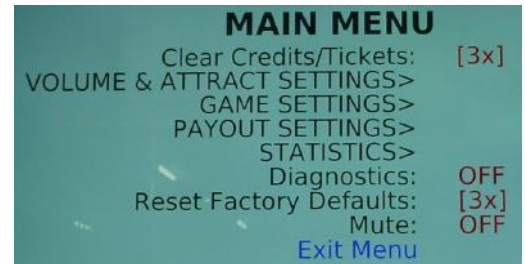 MAIN MENU
Clear Credits/Tickets: [3x]
VOLUME & ATTRACT SETTINGS>
GAME SETTINGS>
PAYOUT SETTINGS>
STATISTICS>
Diagnostics: OFF
Reset Factory Defaults: [3x]
Mute: OFF
Exit Menu